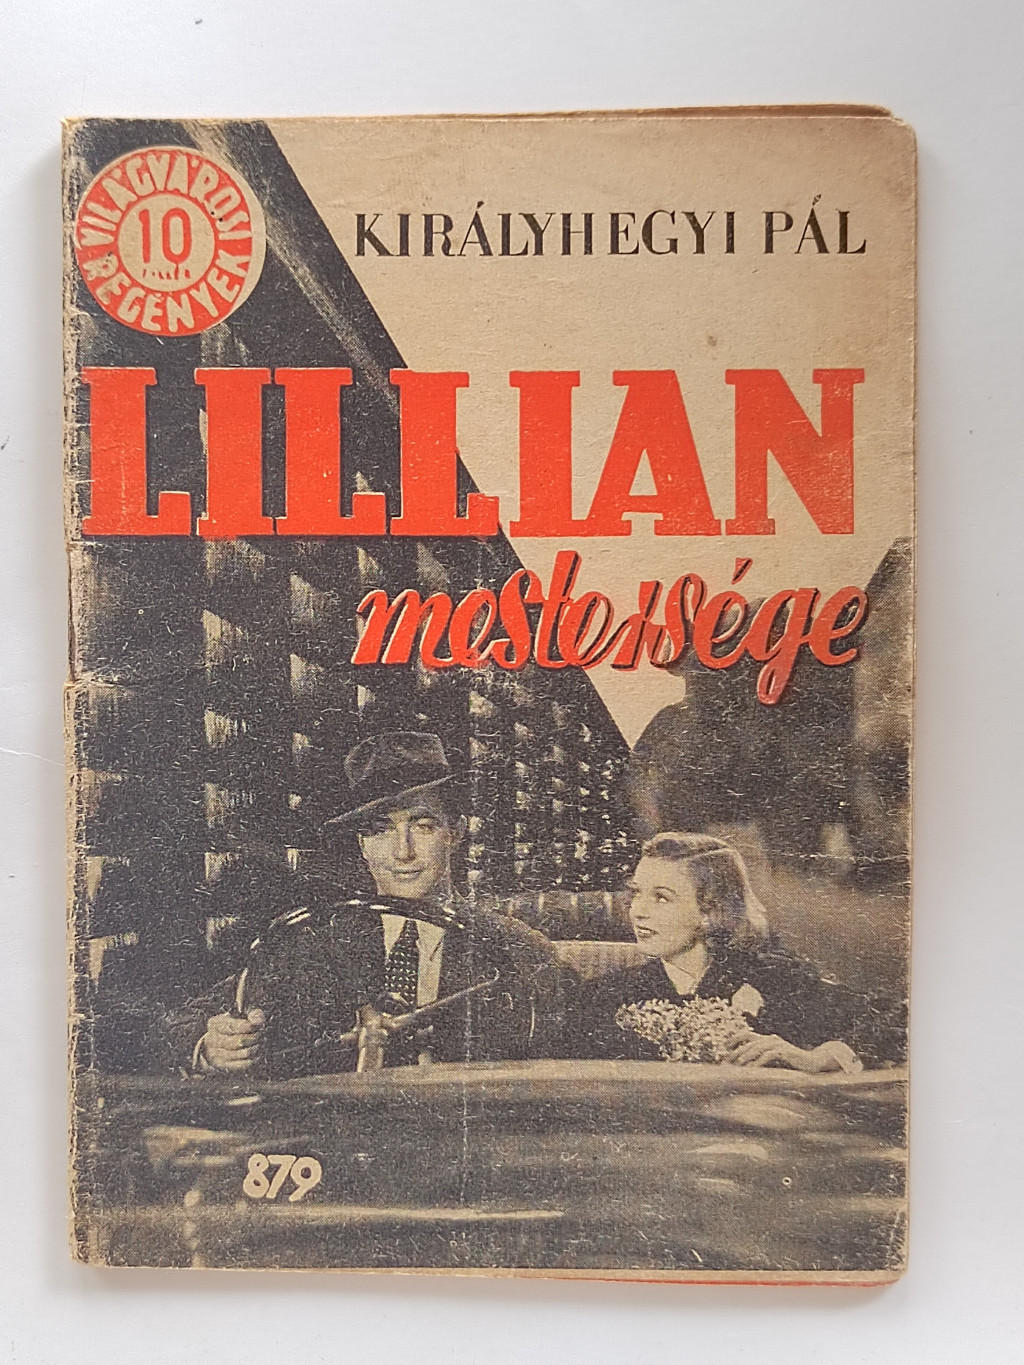 VILÁGVÁROSI
10
fillér
REGÉNYEK
KIRÁLYHEGYI PÁL
LILLIAN
mestersége
879